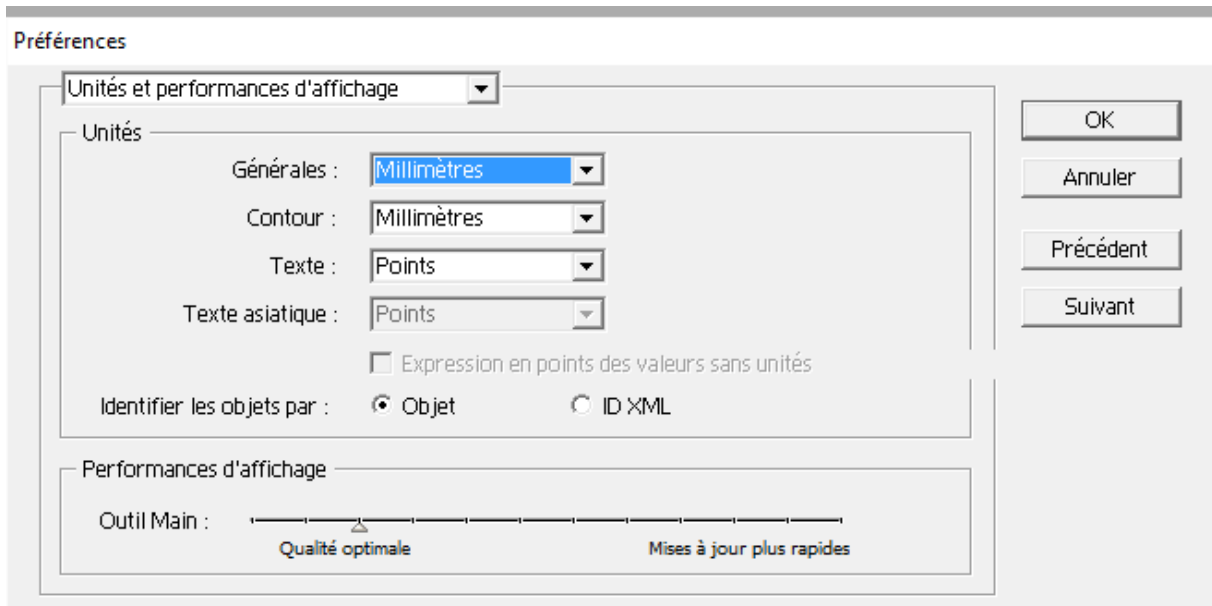 Préférences
Unités et performances d'affichage
OK
Unités
Générales : Millimètres
Annuler
Contour : Millimètres
Précédent
Texte : Points
Suivant
Texte asiatique : Points
Expression en points des valeurs sans unités
Identifier les objets par : Objet ID XML
Performances d'affichage
Outil Main :
Qualité optimale Mises à jour plus rapides